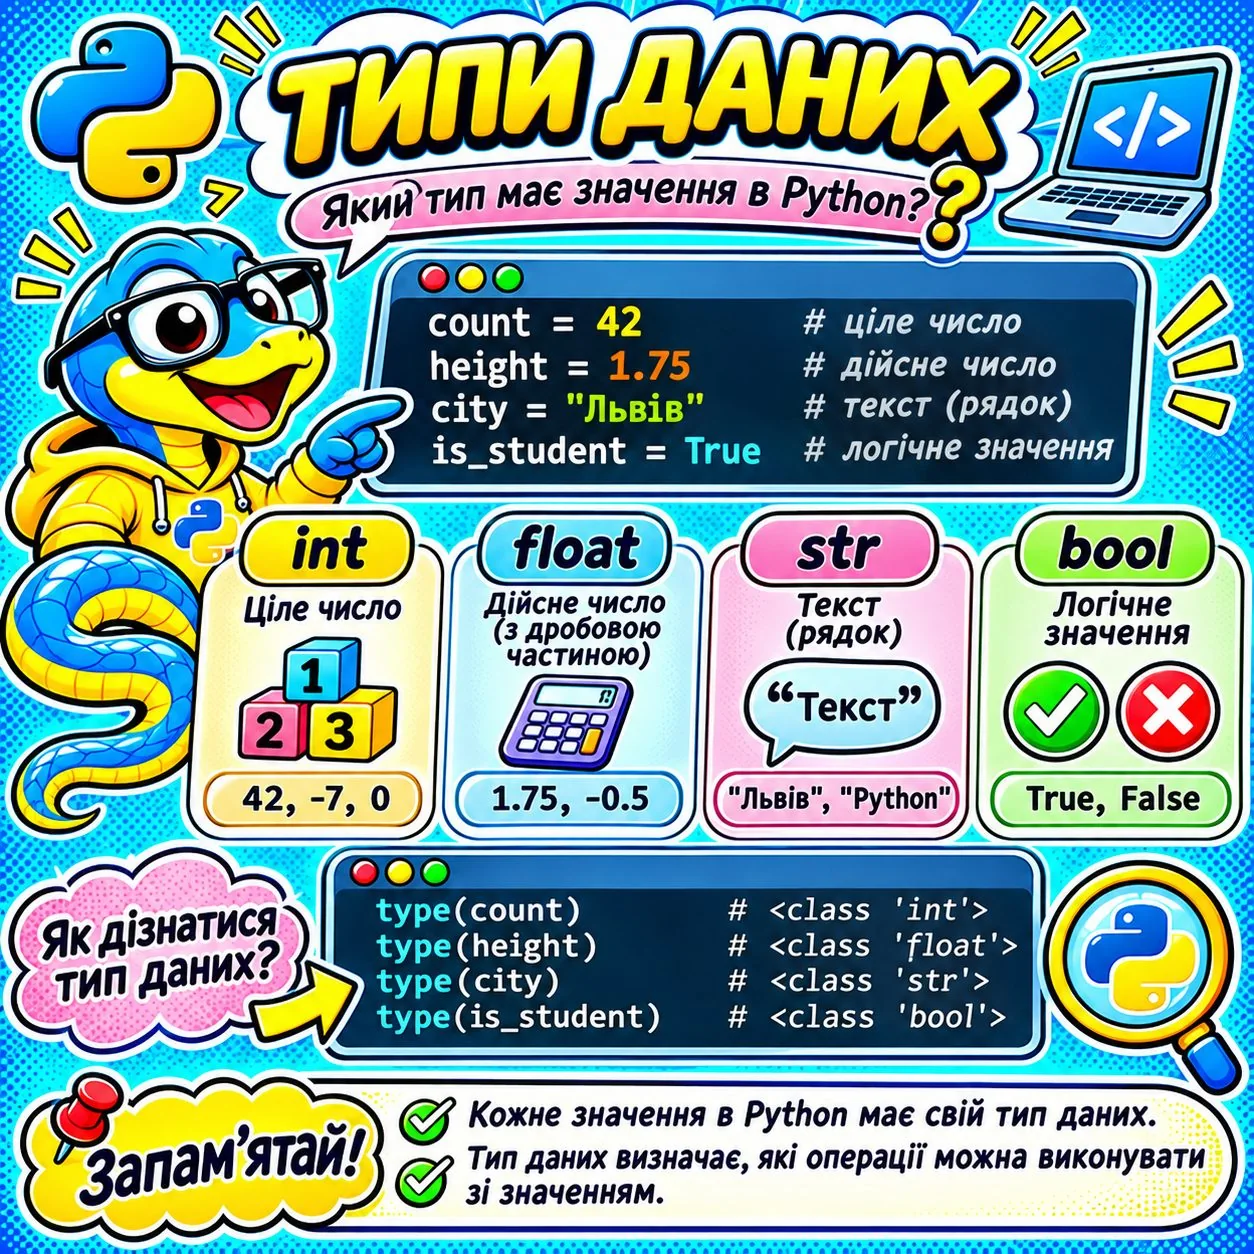 ТИПИ ДАНИХ
Який тип має значення в Python?
?
</>
count = 42 # ціле число
height = 1.75 # дійсне число
city = "Львів" # текст (рядок)
is_student = True # логічне значення
int
Ціле число
1
2 3
42, -7, 0
float
Дійсне число
(з дробовою
частиною)
1.75, -0.5
str
Текст
(рядок)
“Текст”
"Львів", "Python"
bool
Логічне
значення
True, False
Як дізнатися
тип даних?
type(count) # <class 'int'>
type(height) # <class 'float'>
type(city) # <class 'str'>
type(is_student) # <class 'bool'>
Запам’ятай!
Кожне значення в Python має свій тип даних.
Тип даних визначає, які операції можна виконувати
зі значенням.